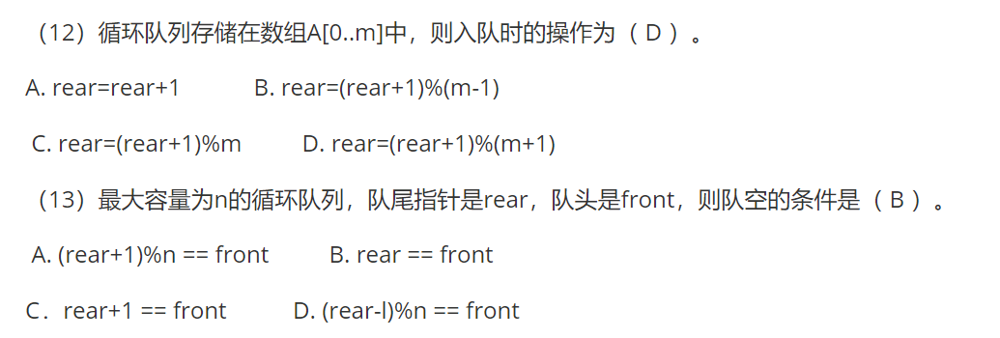 （12）循环队列存储在数组A[0..m]中，则入队时的操作为（ D ）。
A. rear=rear+1 B. rear=(rear+1)%(m-1)
C. rear=(rear+1)%m D. rear=(rear+1)%(m+1)
（13）最大容量为n的循环队列，队尾指针是rear，队头是front，则队空的条件是（ B ）。
A. (rear+1)%n == front B. rear == front
C．rear+1 == front D. (rear-l)%n == front